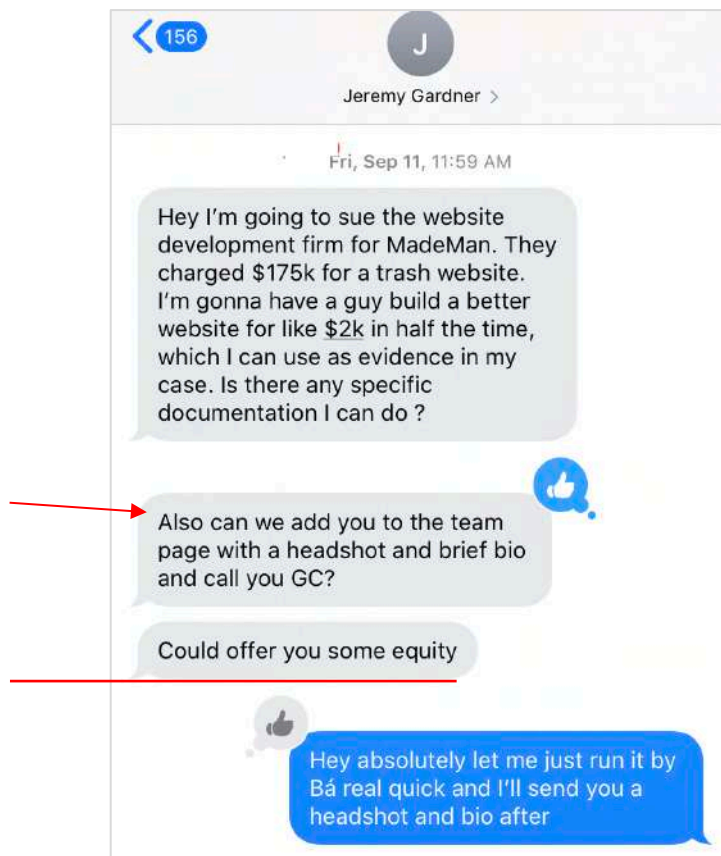 156
J
Jeremy Gardner >
Fri, Sep 11, 11:59 AM
Hey I'm going to sue the website
development firm for MadeMan. They
charged $175k for a trash website.
I'm gonna have a guy build a better
website for like $2k in half the time,
which I can use as evidence in my
case. Is there any specific
documentation I can do ?
Also can we add you to the team
page with a headshot and brief bio
and call you GC?
Could offer you some equity
Hey absolutely let me just run it by
Bá real quick and I'll send you a
headshot and bio after